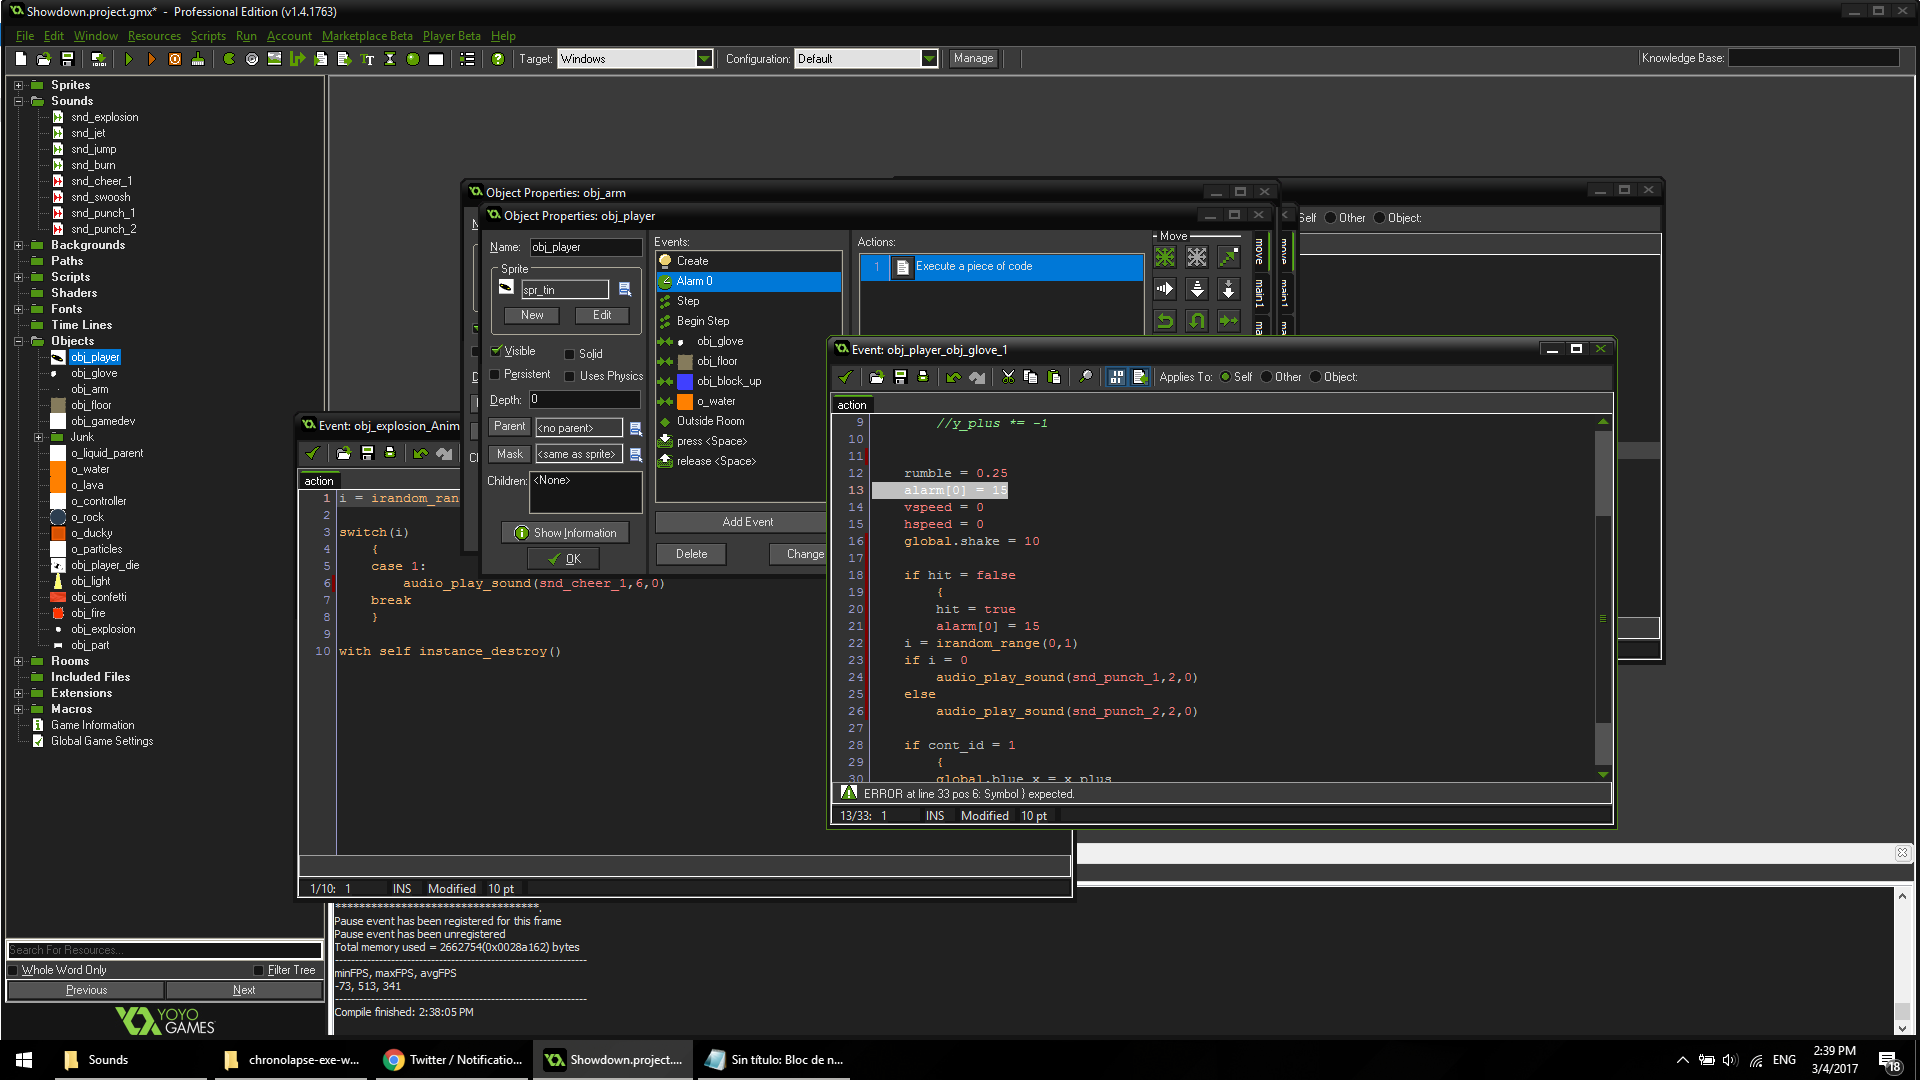 Showdown.project.gmx* - Professional Edition (v1.4.1763)
File Edit Window Resources Scripts Run Account Marketplace Beta Player Beta Help
Target: Windows Configuration: Default Manage Knowledge Base:
Sprites
Sounds
snd_explosion
snd_jet
snd_jump
snd_burn
snd_cheer_1
snd_swoosh
snd_punch_1
snd_punch_2
Backgrounds
Paths
Scripts
Shaders
Fonts
Time Lines
Objects
obj_player
obj_glove
obj_arm
obj_floor
obj_gamedev
Junk
o_liquid_parent
o_water
o_lava
o_controller
o_rock
o_ducky
o_particles
obj_player_die
obj_light
obj_confetti
obj_fire
obj_explosion
obj_part
Rooms
Included Files
Extensions
Macros
Game Information
Global Game Settings
Search For Resources...
Whole Word Only Filter Tree
Previous Next
YOYO GAMES
Object Properties: obj_arm
Self Other Object:
Object Properties: obj_player
Name: obj_player
Sprite
spr_tin
New Edit
Visible Solid
Persistent Uses Physics
Depth: 0
Parent <no parent>
Mask <same as sprite>
Children: <None>
Show Information
OK
Events:
Create
Alarm 0
Step
Begin Step
obj_glove
obj_floor
obj_block_up
o_water
Outside Room
press <Space>
release <Space>
Add Event
Delete Change
Actions:
1 Execute a piece of code
Move
move
main1
move
main1
Event: obj_explosion_Anim
action
1 i = irandom_ran
2
3 switch(i)
4 {
5 case 1:
6 audio_play_sound(snd_cheer_1,6,0)
7 break
8 }
9
10 with self instance_destroy()
1/10: 1 INS Modified 10 pt
Event: obj_player_obj_glove_1
Applies To: Self Other Object:
action
9 //y_plus *= -1
10
11
12 rumble = 0.25
13 alarm[0] = 15
14 vspeed = 0
15 hspeed = 0
16 global.shake = 10
17
18 if hit = false
19 {
20 hit = true
21 alarm[0] = 15
22 i = irandom_range(0,1)
23 if i = 0
24 audio_play_sound(snd_punch_1,2,0)
25 else
26 audio_play_sound(snd_punch_2,2,0)
27
28 if cont_id = 1
29 {
30 global.blue_x = x_plus
ERROR at line 33 pos 6: Symbol } expected.
13/33: 1 INS Modified 10 pt
Pause event has been registered for this frame
Pause event has been unregistered
Total memory used = 2662754(0x0028a162) bytes
minFPS, maxFPS, avgFPS
-73, 513, 341
Compile finished: 2:38:05 PM
Sounds chronolapse-exe-w... Twitter / Notificatio... Showdown.project.... Sin título: Bloc de n...
ENG
2:39 PM
3/4/2017
18